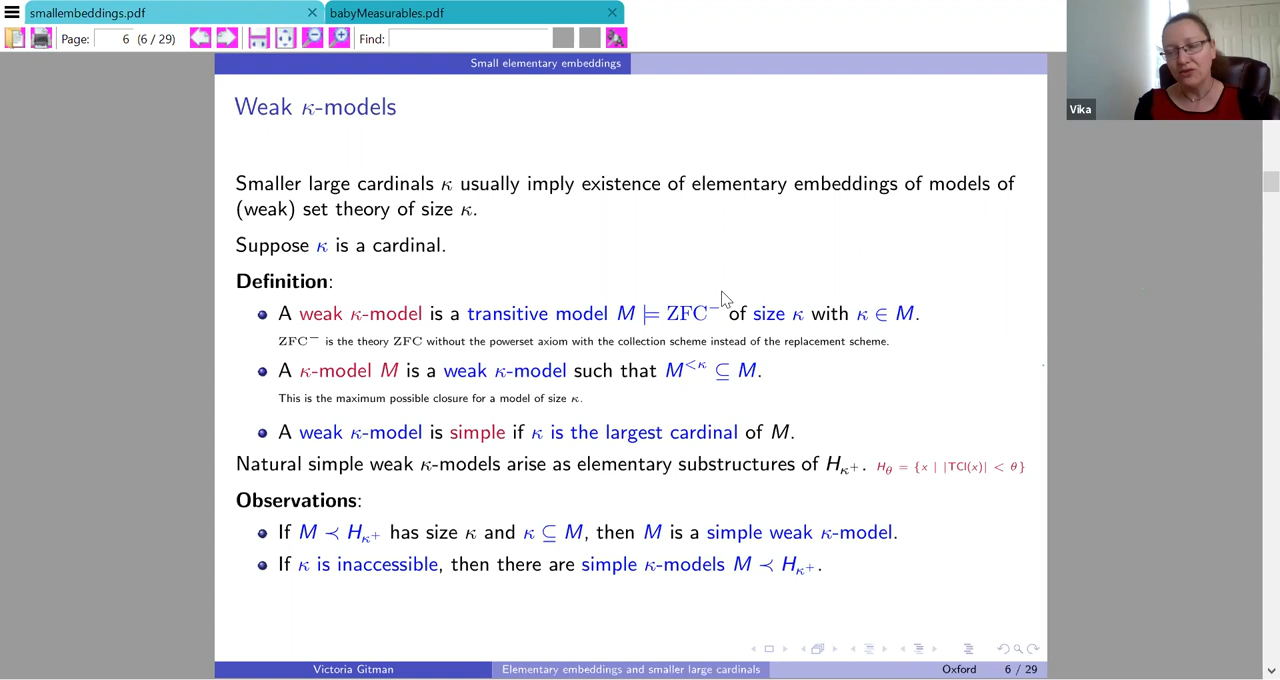 smallembeddings.pdf
babyMeasurables.pdf
Page: 6 (6 / 29) Find:
Vika
Small elementary embeddings
Weak κ-models
Smaller large cardinals κ usually imply existence of elementary embeddings of models of
(weak) set theory of size κ.
Suppose κ is a cardinal.
Definition:
A weak κ-model is a transitive model M ⊨ ZFC⁻ of size κ with κ ∈ M.
ZFC⁻ is the theory ZFC without the powerset axiom with the collection scheme instead of the replacement scheme.
A κ-model M is a weak κ-model such that M^{<κ} ⊆ M.
This is the maximum possible closure for a model of size κ.
A weak κ-model is simple if κ is the largest cardinal of M.
Natural simple weak κ-models arise as elementary substructures of H_{κ⁺}. H_θ = {x | |TCl(x)| < θ}
Observations:
If M ≺ H_{κ⁺} has size κ and κ ⊆ M, then M is a simple weak κ-model.
If κ is inaccessible, then there are simple κ-models M ≺ H_{κ⁺}.
Victoria Gitman Elementary embeddings and smaller large cardinals Oxford 6 / 29